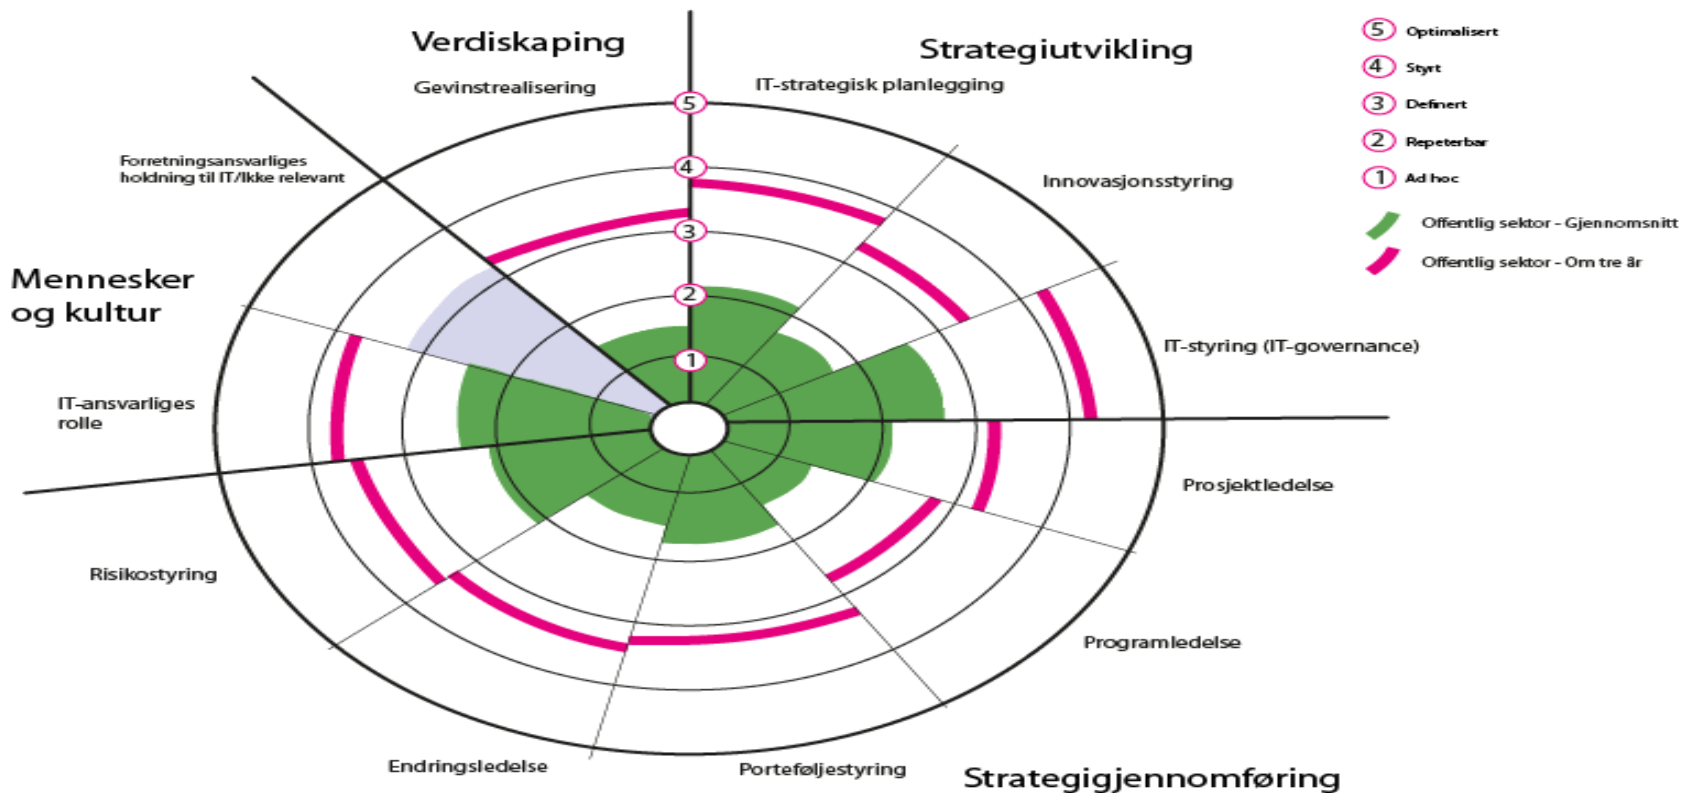 Verdiskaping
Strategiutvikling
Gevinstrealisering
IT-strategisk planlegging
Forretningsansvarliges
holdning til IT/Ikke relevant
Innovasjonsstyring
Mennesker
og kultur
IT-styring (IT-governance)
IT-ansvarliges
rolle
Prosjektledelse
Risikostyring
Programledelse
Endringsledelse
Porteføljestyring
Strategigjennomføring
5
4
3
2
1
5 Optimalisert
4 Styrt
3 Definert
2 Repeterbar
1 Ad hoc
Offentlig sektor - Gjennomsnitt
Offentlig sektor - Om tre år